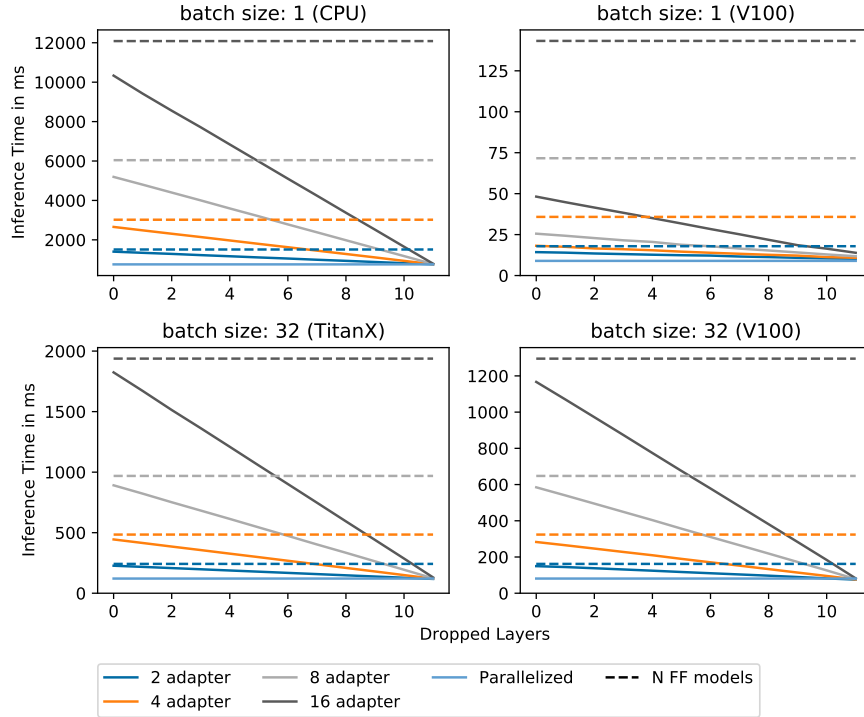 batch size: 1 (CPU)
batch size: 1 (V100)
Inference Time in ms
12000
10000
8000
6000
4000
2000
0 2 4 6 8 10
125
100
75
50
25
0
0 2 4 6 8 10
batch size: 32 (TitanX)
batch size: 32 (V100)
Inference Time in ms
2000
1500
1000
500
0
0 2 4 6 8 10
1200
1000
800
600
400
200
0
0 2 4 6 8 10
Dropped Layers
2 adapter
4 adapter
8 adapter
16 adapter
Parallelized
N FF models